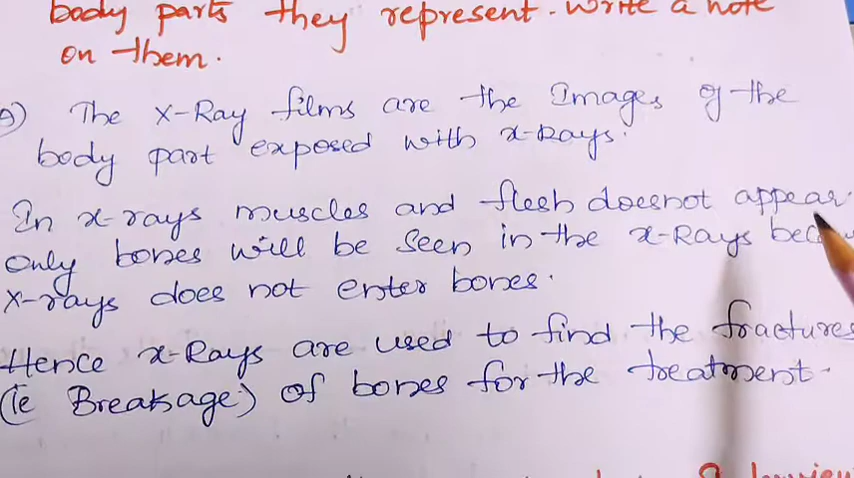 body parts they represent. Write a note
on them.
A) The X-Ray films are the Images of the
body part exposed with x-Rays.
In x-rays muscles and flesh doesnot appear.
only bones will be seen in the x-Rays
X-rays does not enter bones.
Hence x-Rays are used to find the fractures
(ie Breakage) of bones for the treatment.